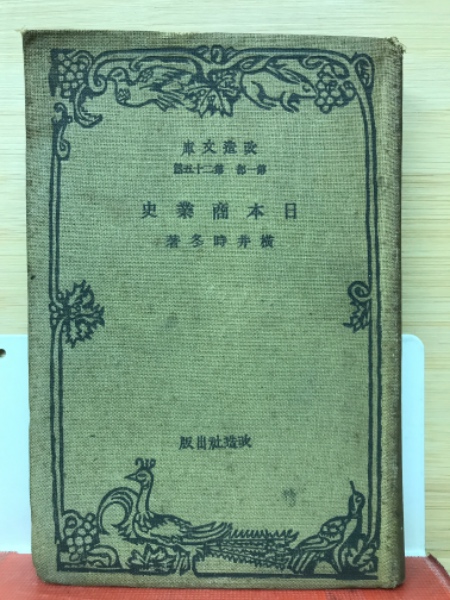 改造文庫
第一部 第二十五篇
日本商業史
横井時冬著
改造社出版